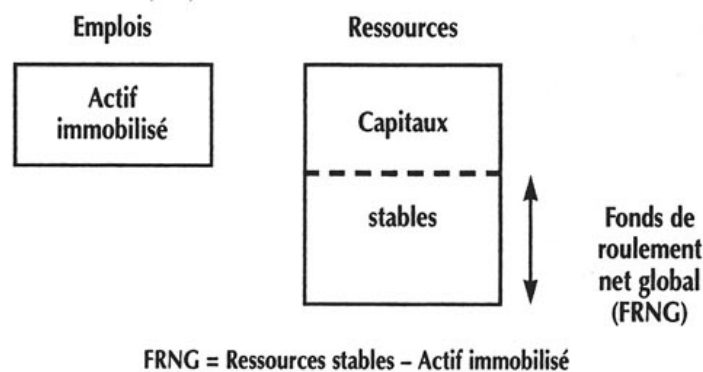 Emplois
Ressources
Actif
immobilisé
Capitaux
stables
Fonds de
roulement
net global
(FRNG)
FRNG = Ressources stables – Actif immobilisé